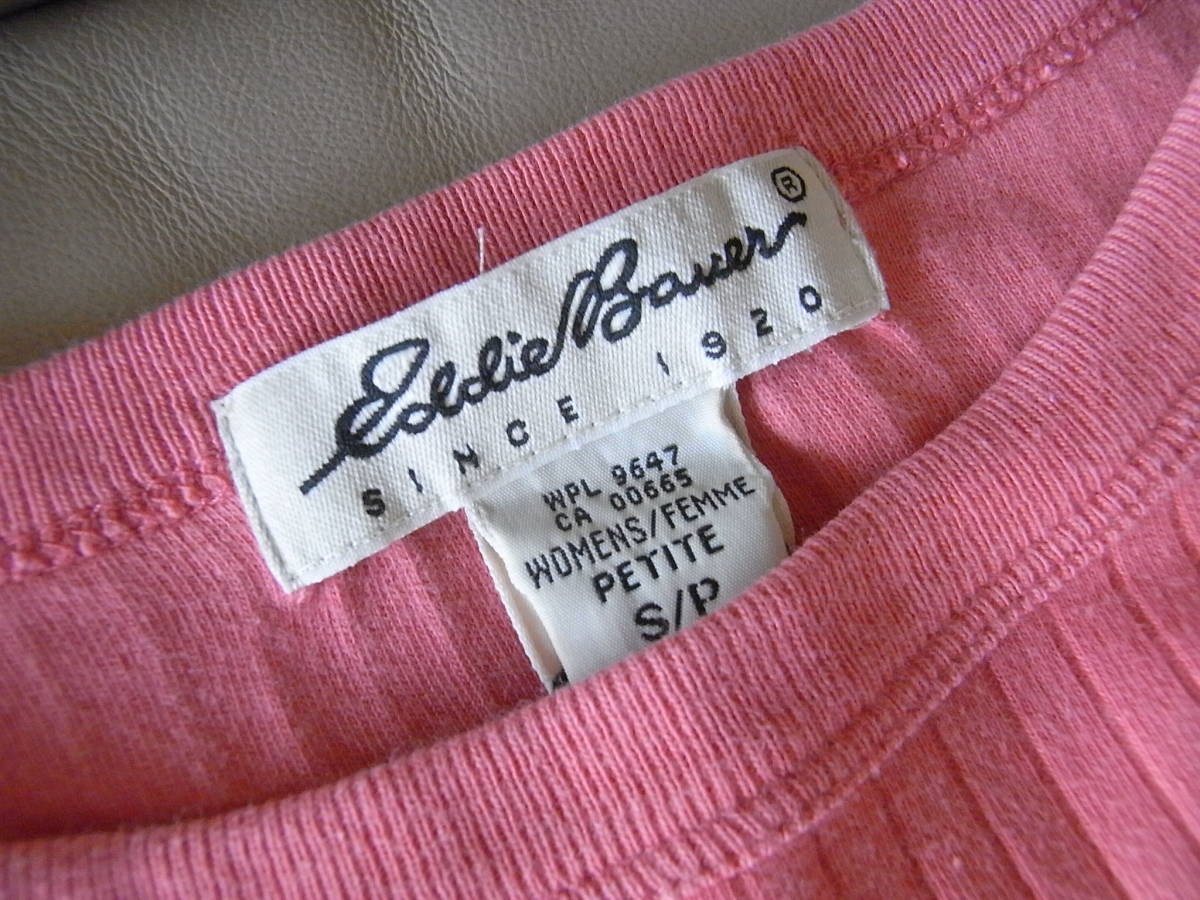 Eddie Bauer ®
SINCE 1920
WPL 9647
CA 00665
WOMENS/FEMME
PETITE
S/P